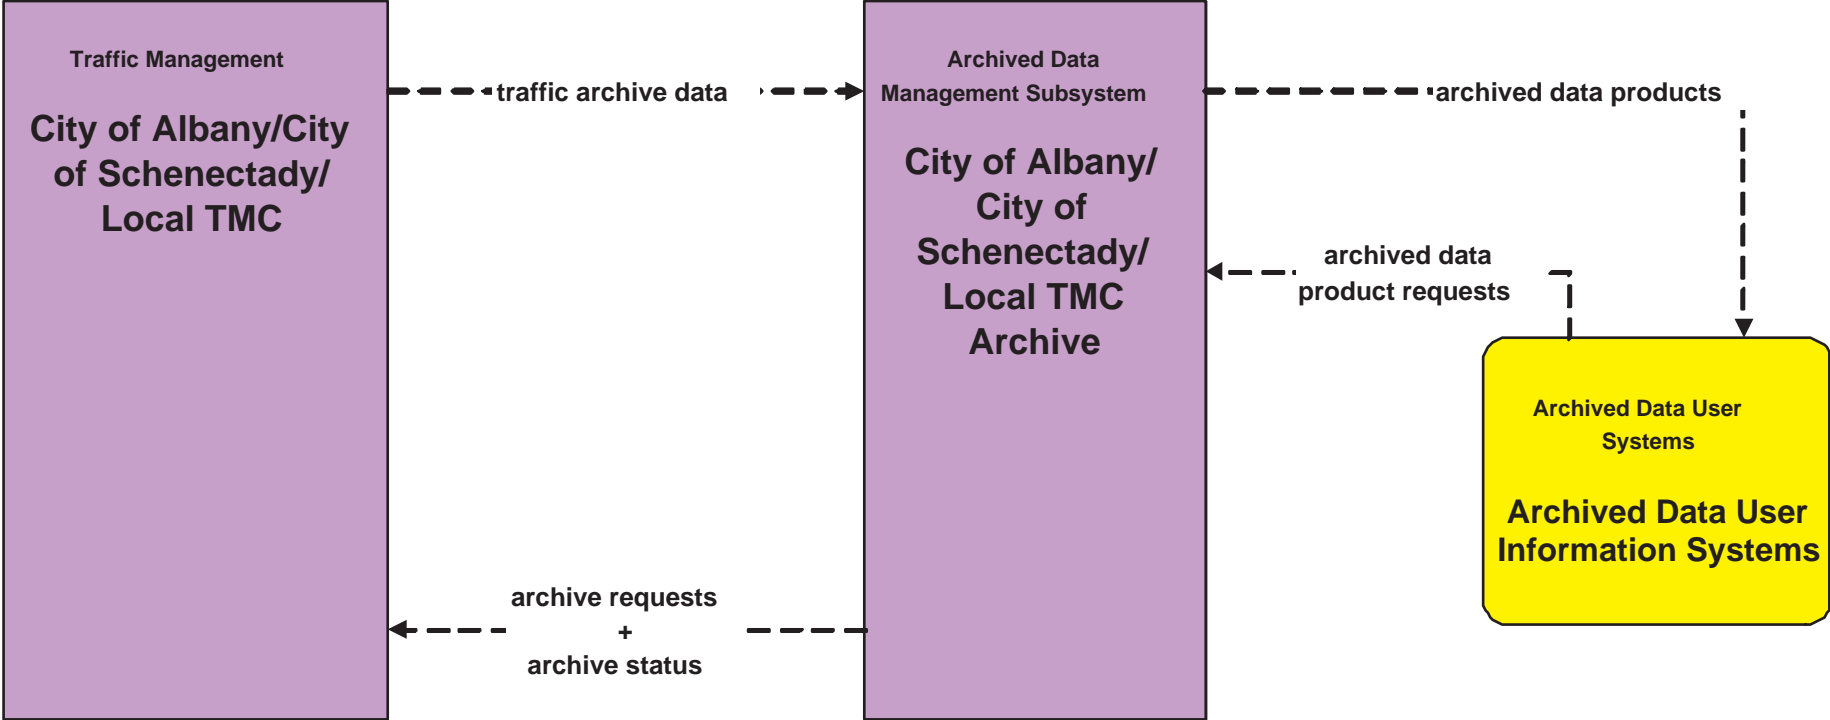 Traffic Management
City of Albany/City
of Schenectady/
Local TMC
traffic archive data
Archived Data
Management Subsystem
City of Albany/
City of
Schenectady/
Local TMC
Archive
archived data products
archived data
product requests
Archived Data User
Systems
Archived Data User
Information Systems
archive requests
+
archive status